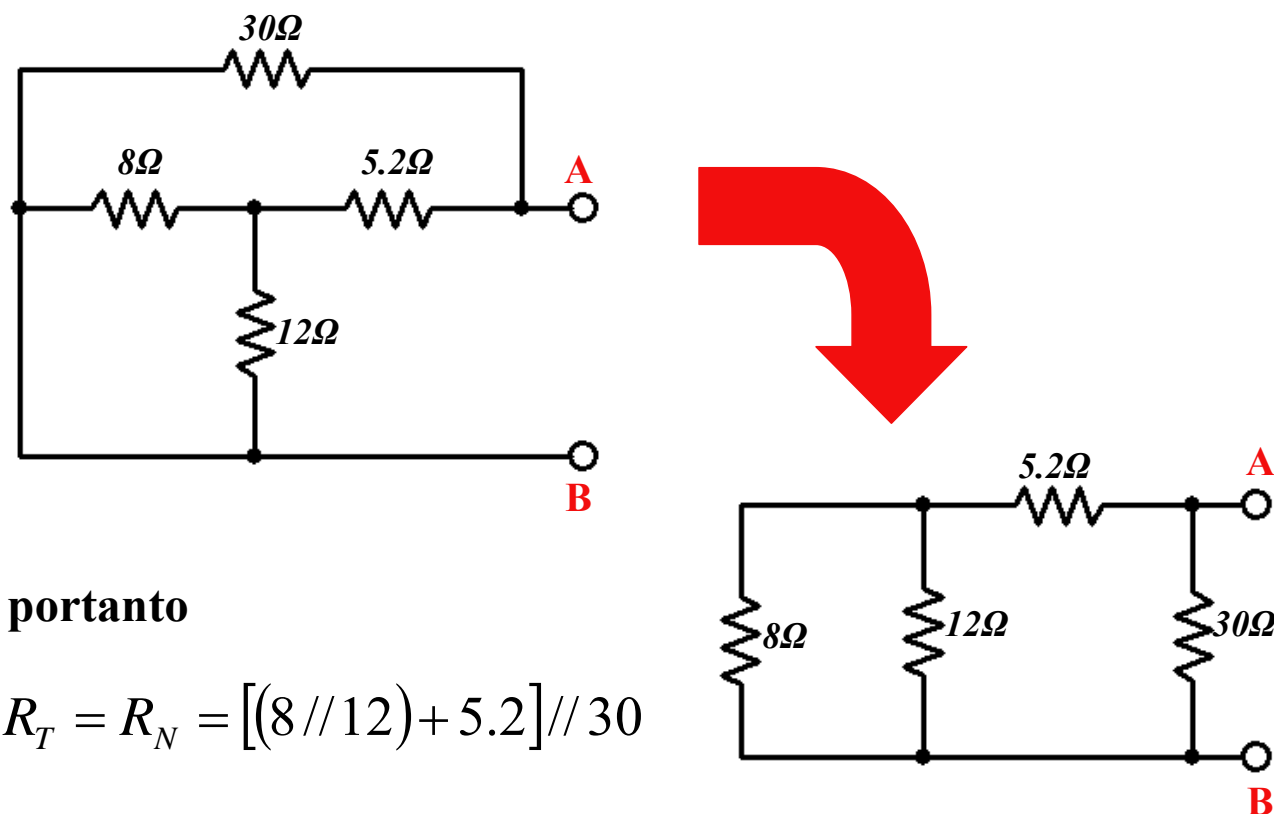 30Ω
8Ω
5.2Ω
A
12Ω
B
5.2Ω
A
8Ω
12Ω
30Ω
B
portanto
R_T = R_N = [(8//12)+5.2]//30